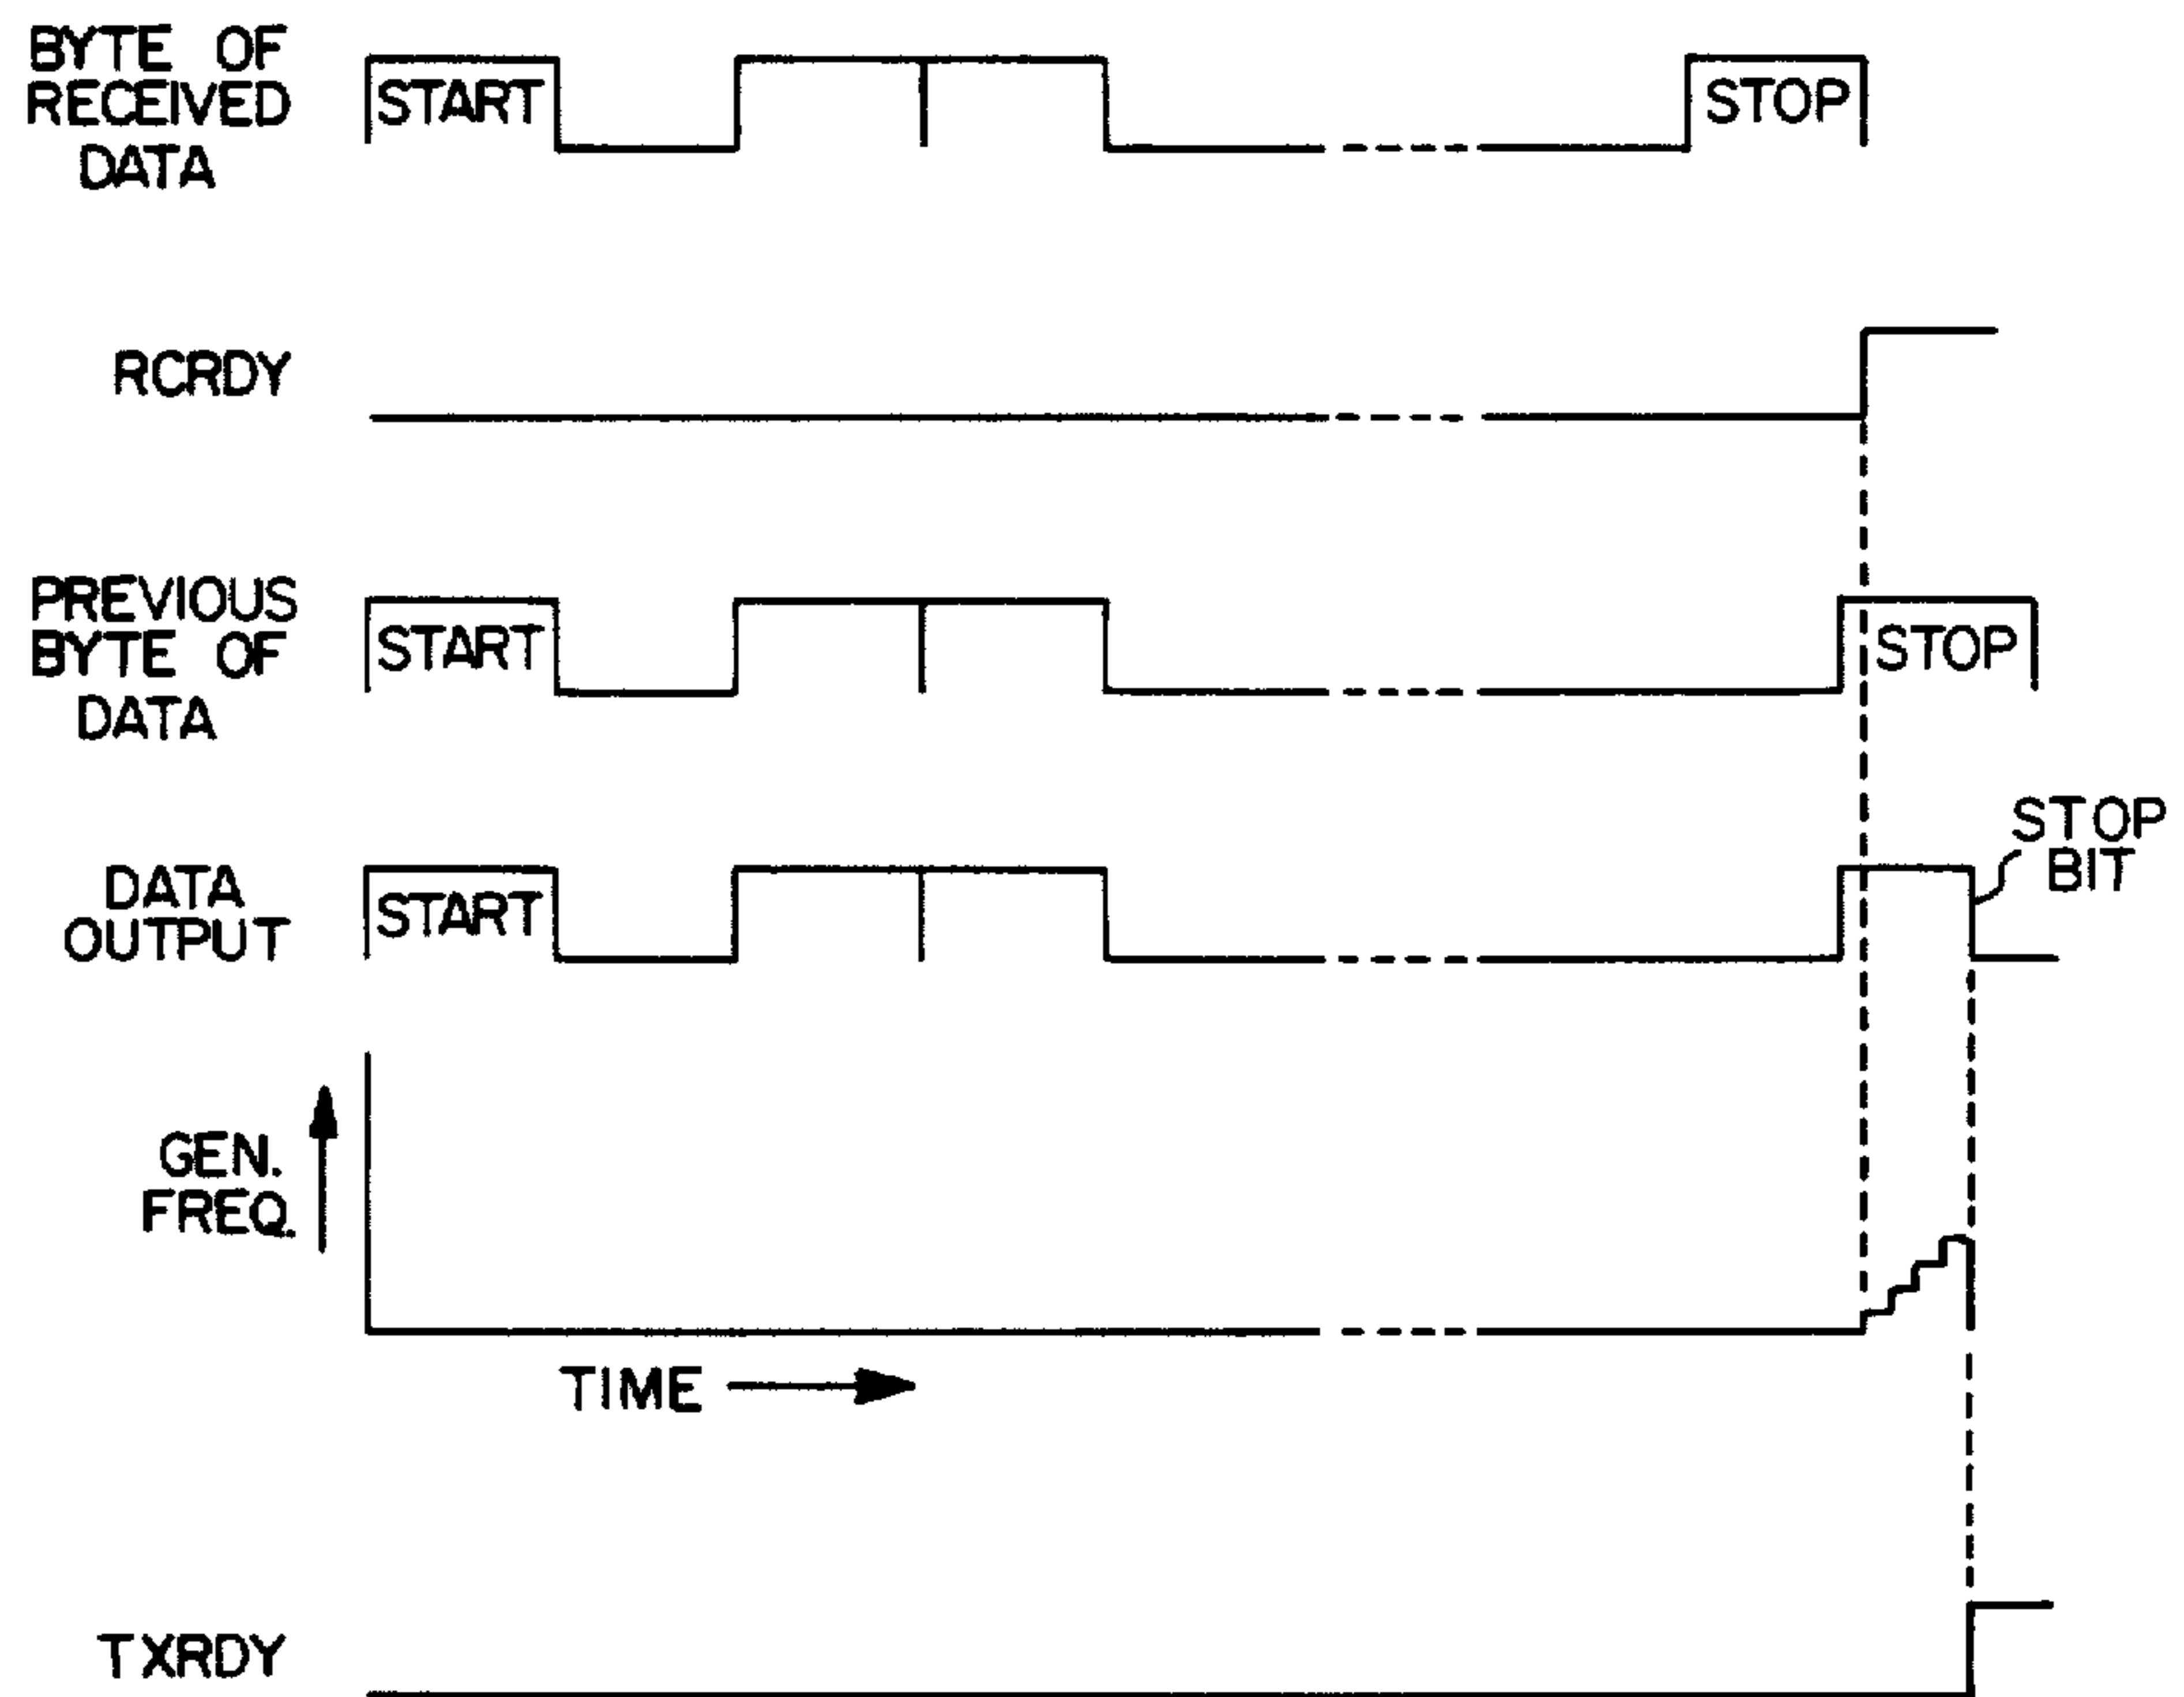 BYTE OF
RECEIVED
DATA
START
STOP
RCRDY
PREVIOUS
BYTE OF
DATA
START
STOP
DATA
OUTPUT
START
STOP
BIT
GEN.
FREQ.
TIME
TXRDY